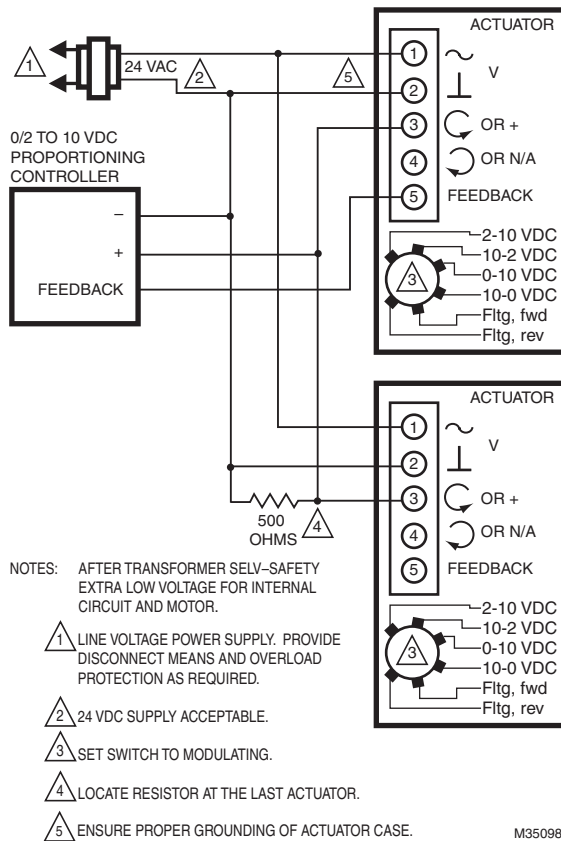 ACTUATOR
1
24 VAC
2
5
1
V
2
3
OR +
0/2 TO 10 VDC
PROPORTIONING
CONTROLLER
4
OR N/A
5
FEEDBACK
–
+
FEEDBACK
3
2-10 VDC
10-2 VDC
0-10 VDC
10-0 VDC
Fltg, fwd
Fltg, rev
ACTUATOR
1
V
2
3
OR +
500
OHMS
4
4
OR N/A
5
FEEDBACK
3
2-10 VDC
10-2 VDC
0-10 VDC
10-0 VDC
Fltg, fwd
Fltg, rev
NOTES: AFTER TRANSFORMER SELV–SAFETY
EXTRA LOW VOLTAGE FOR INTERNAL
CIRCUIT AND MOTOR.
1 LINE VOLTAGE POWER SUPPLY. PROVIDE
DISCONNECT MEANS AND OVERLOAD
PROTECTION AS REQUIRED.
2 24 VDC SUPPLY ACCEPTABLE.
3 SET SWITCH TO MODULATING.
4 LOCATE RESISTOR AT THE LAST ACTUATOR.
5 ENSURE PROPER GROUNDING OF ACTUATOR CASE.
M35098